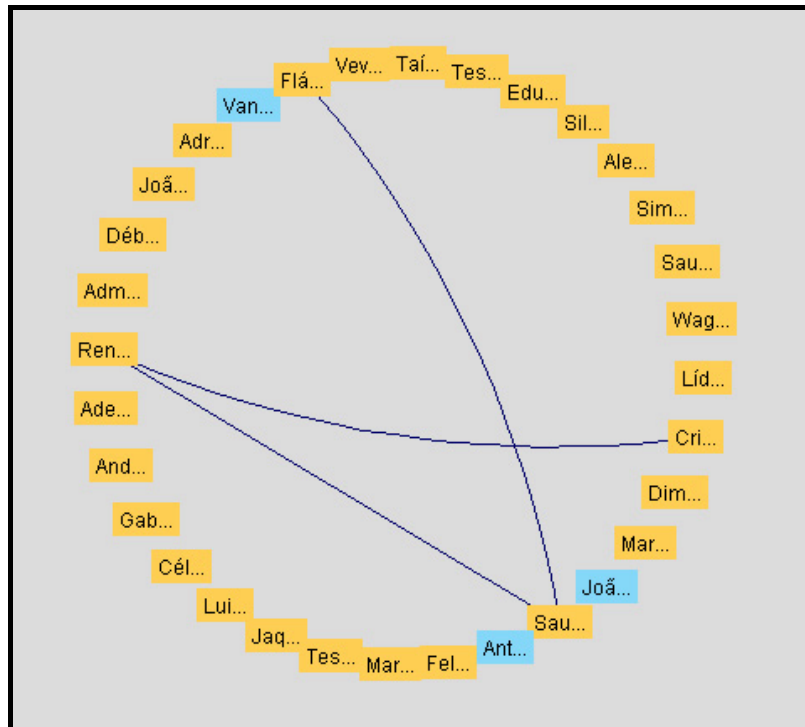 Flá...
Vev...
Taí...
Tes...
Edu...
Sil...
Ale...
Sim...
Sau...
Wag...
Líd...
Cri...
Dim...
Mar...
Joã...
Sau...
Ant...
Fel...
Mar...
Tes...
Jaq...
Lui...
Cél...
Gab...
And...
Ade...
Ren...
Adm...
Déb...
Joã...
Adr...
Van...